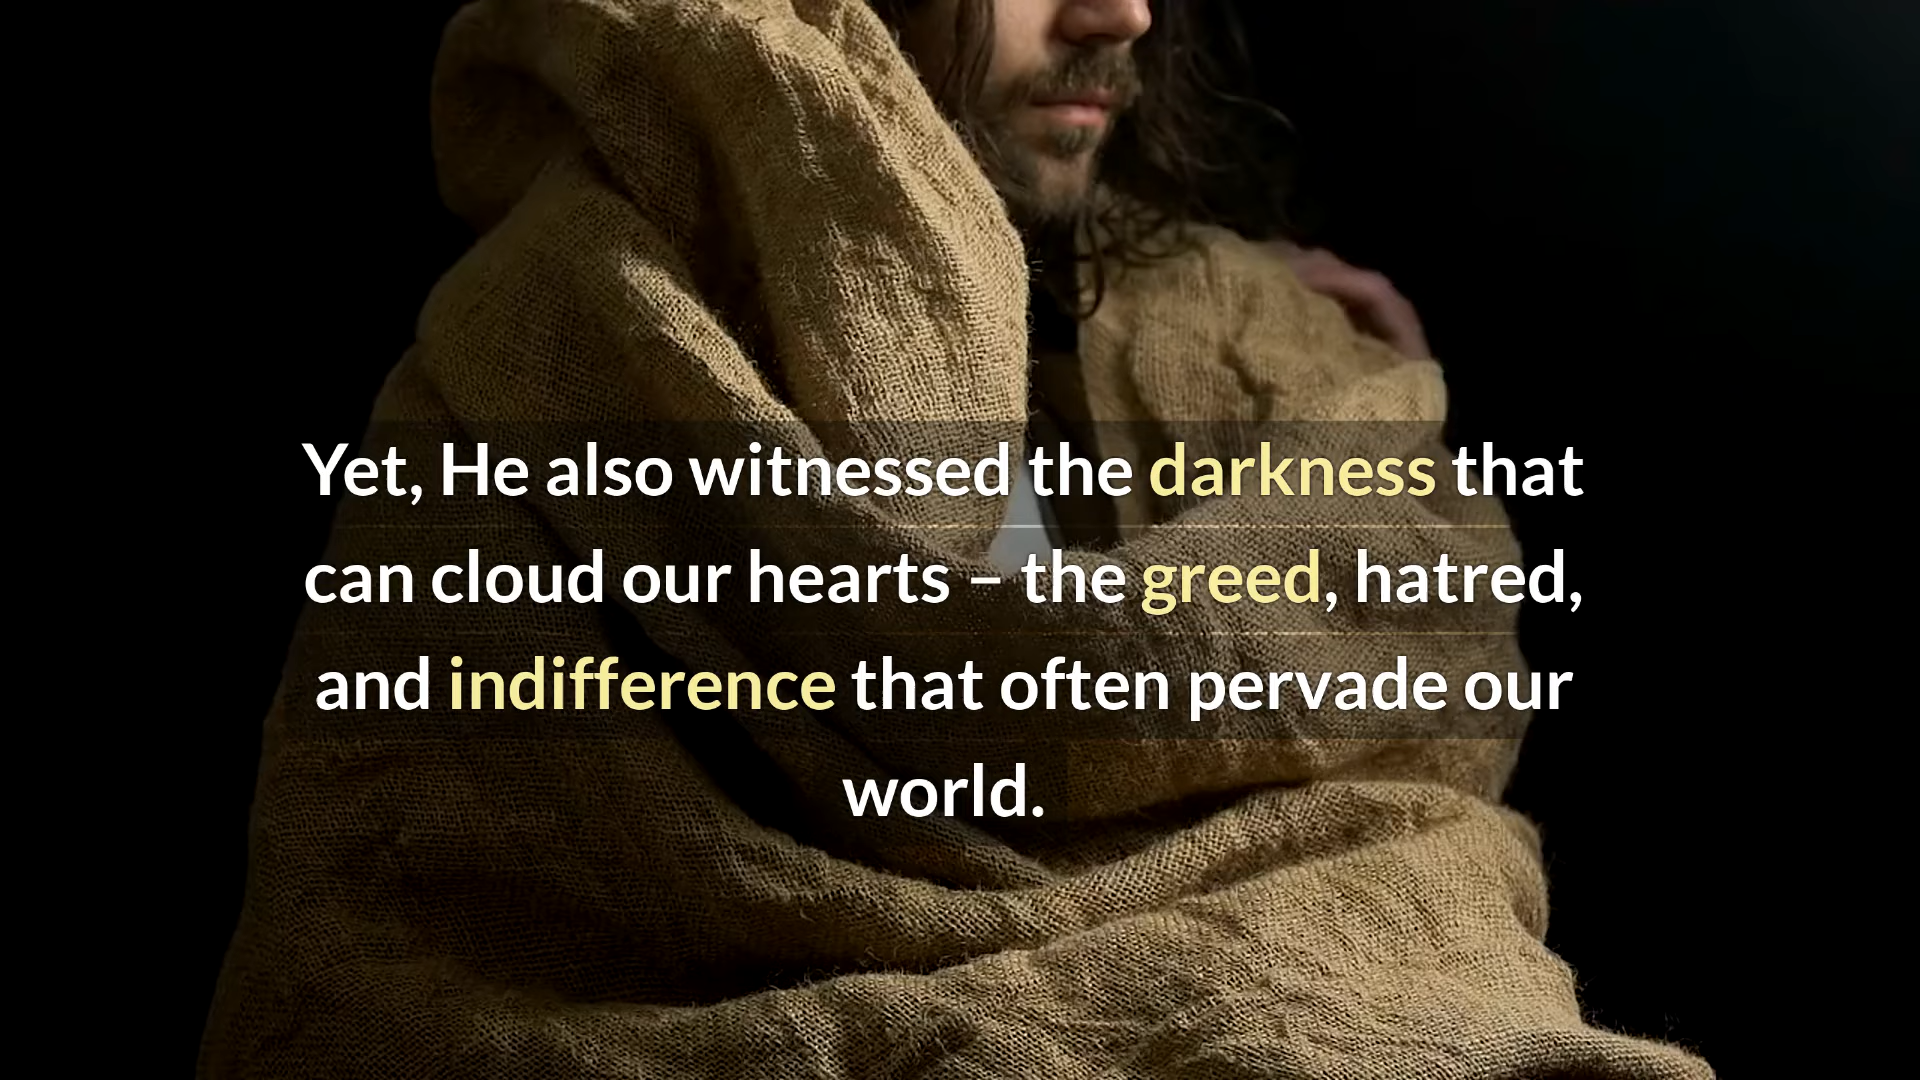 Yet, He also witnessed the darkness that
can cloud our hearts – the greed, hatred,
and indifference that often pervade our
world.